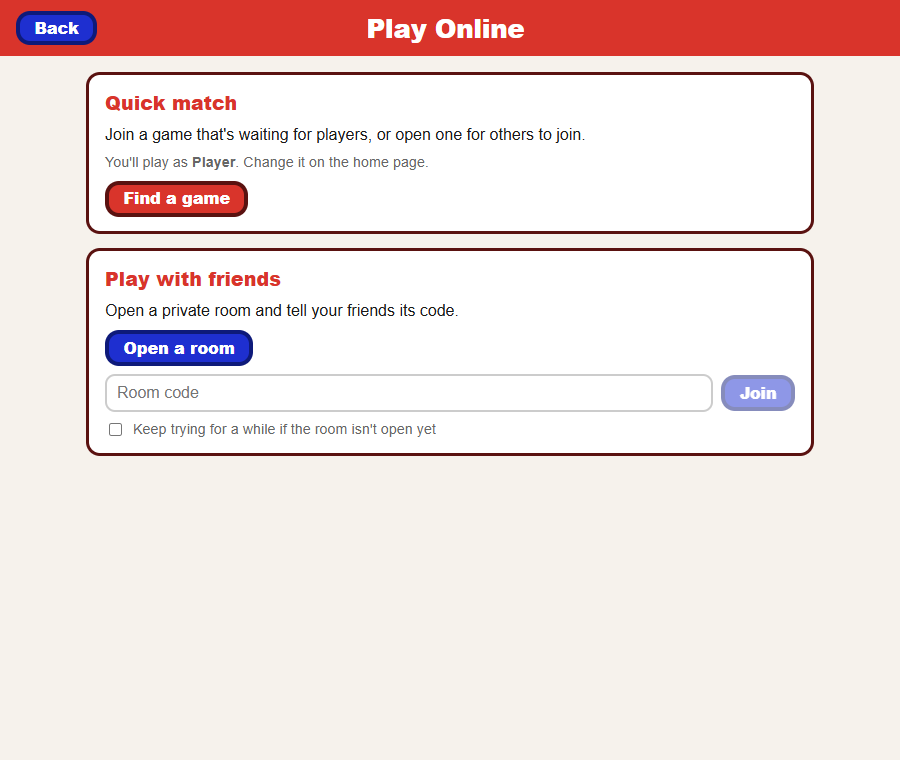 Back
Play Online
Quick match
Join a game that's waiting for players, or open one for others to join.
You'll play as Player. Change it on the home page.
Find a game
Play with friends
Open a private room and tell your friends its code.
Open a room
Room code
Join
Keep trying for a while if the room isn't open yet